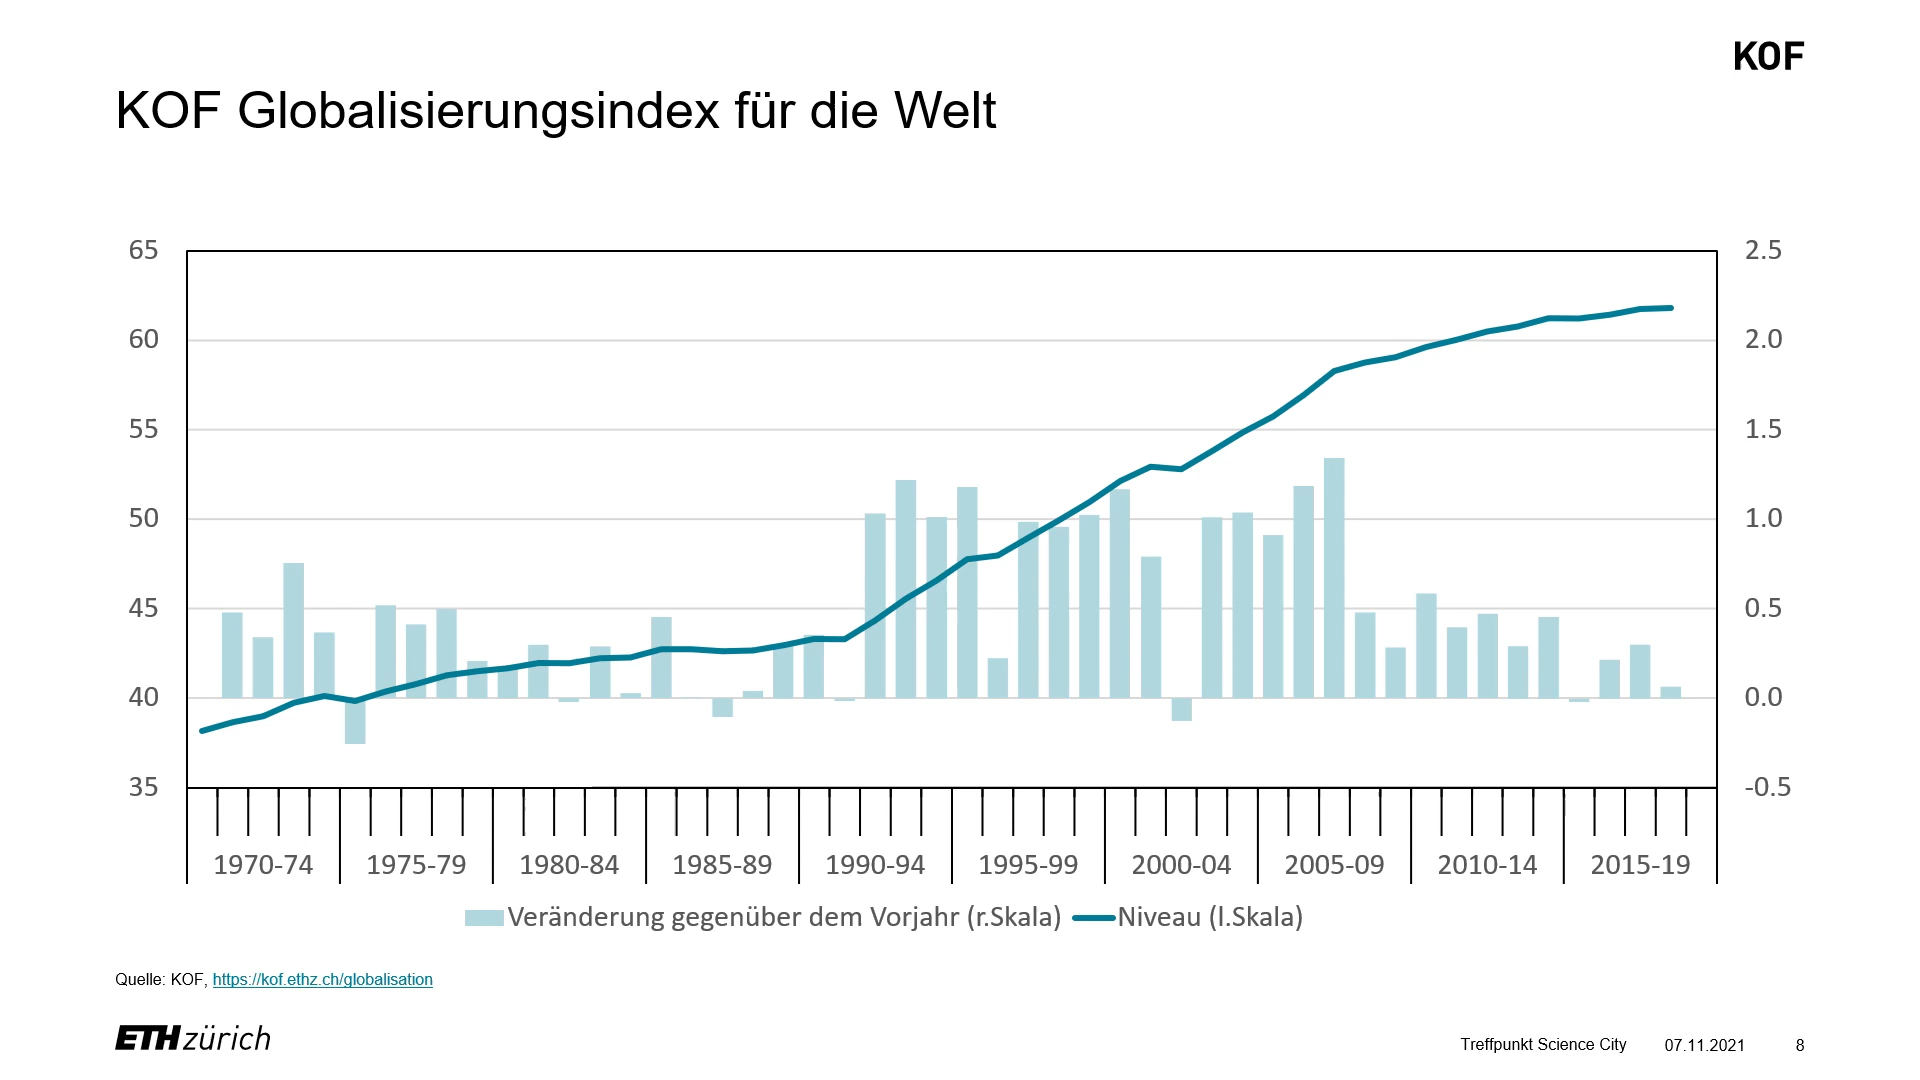 KOF
KOF Globalisierungsindex für die Welt
65 2.5
60 2.0
55 1.5
50 1.0
45 0.5
40 0.0
35 -0.5
1970-74 1975-79 1980-84 1985-89 1990-94 1995-99 2000-04 2005-09 2010-14 2015-19
Veränderung gegenüber dem Vorjahr (r.Skala) Niveau (l.Skala)
Quelle: KOF, https://kof.ethz.ch/globalisation
ETH zürich
Treffpunkt Science City 07.11.2021 8